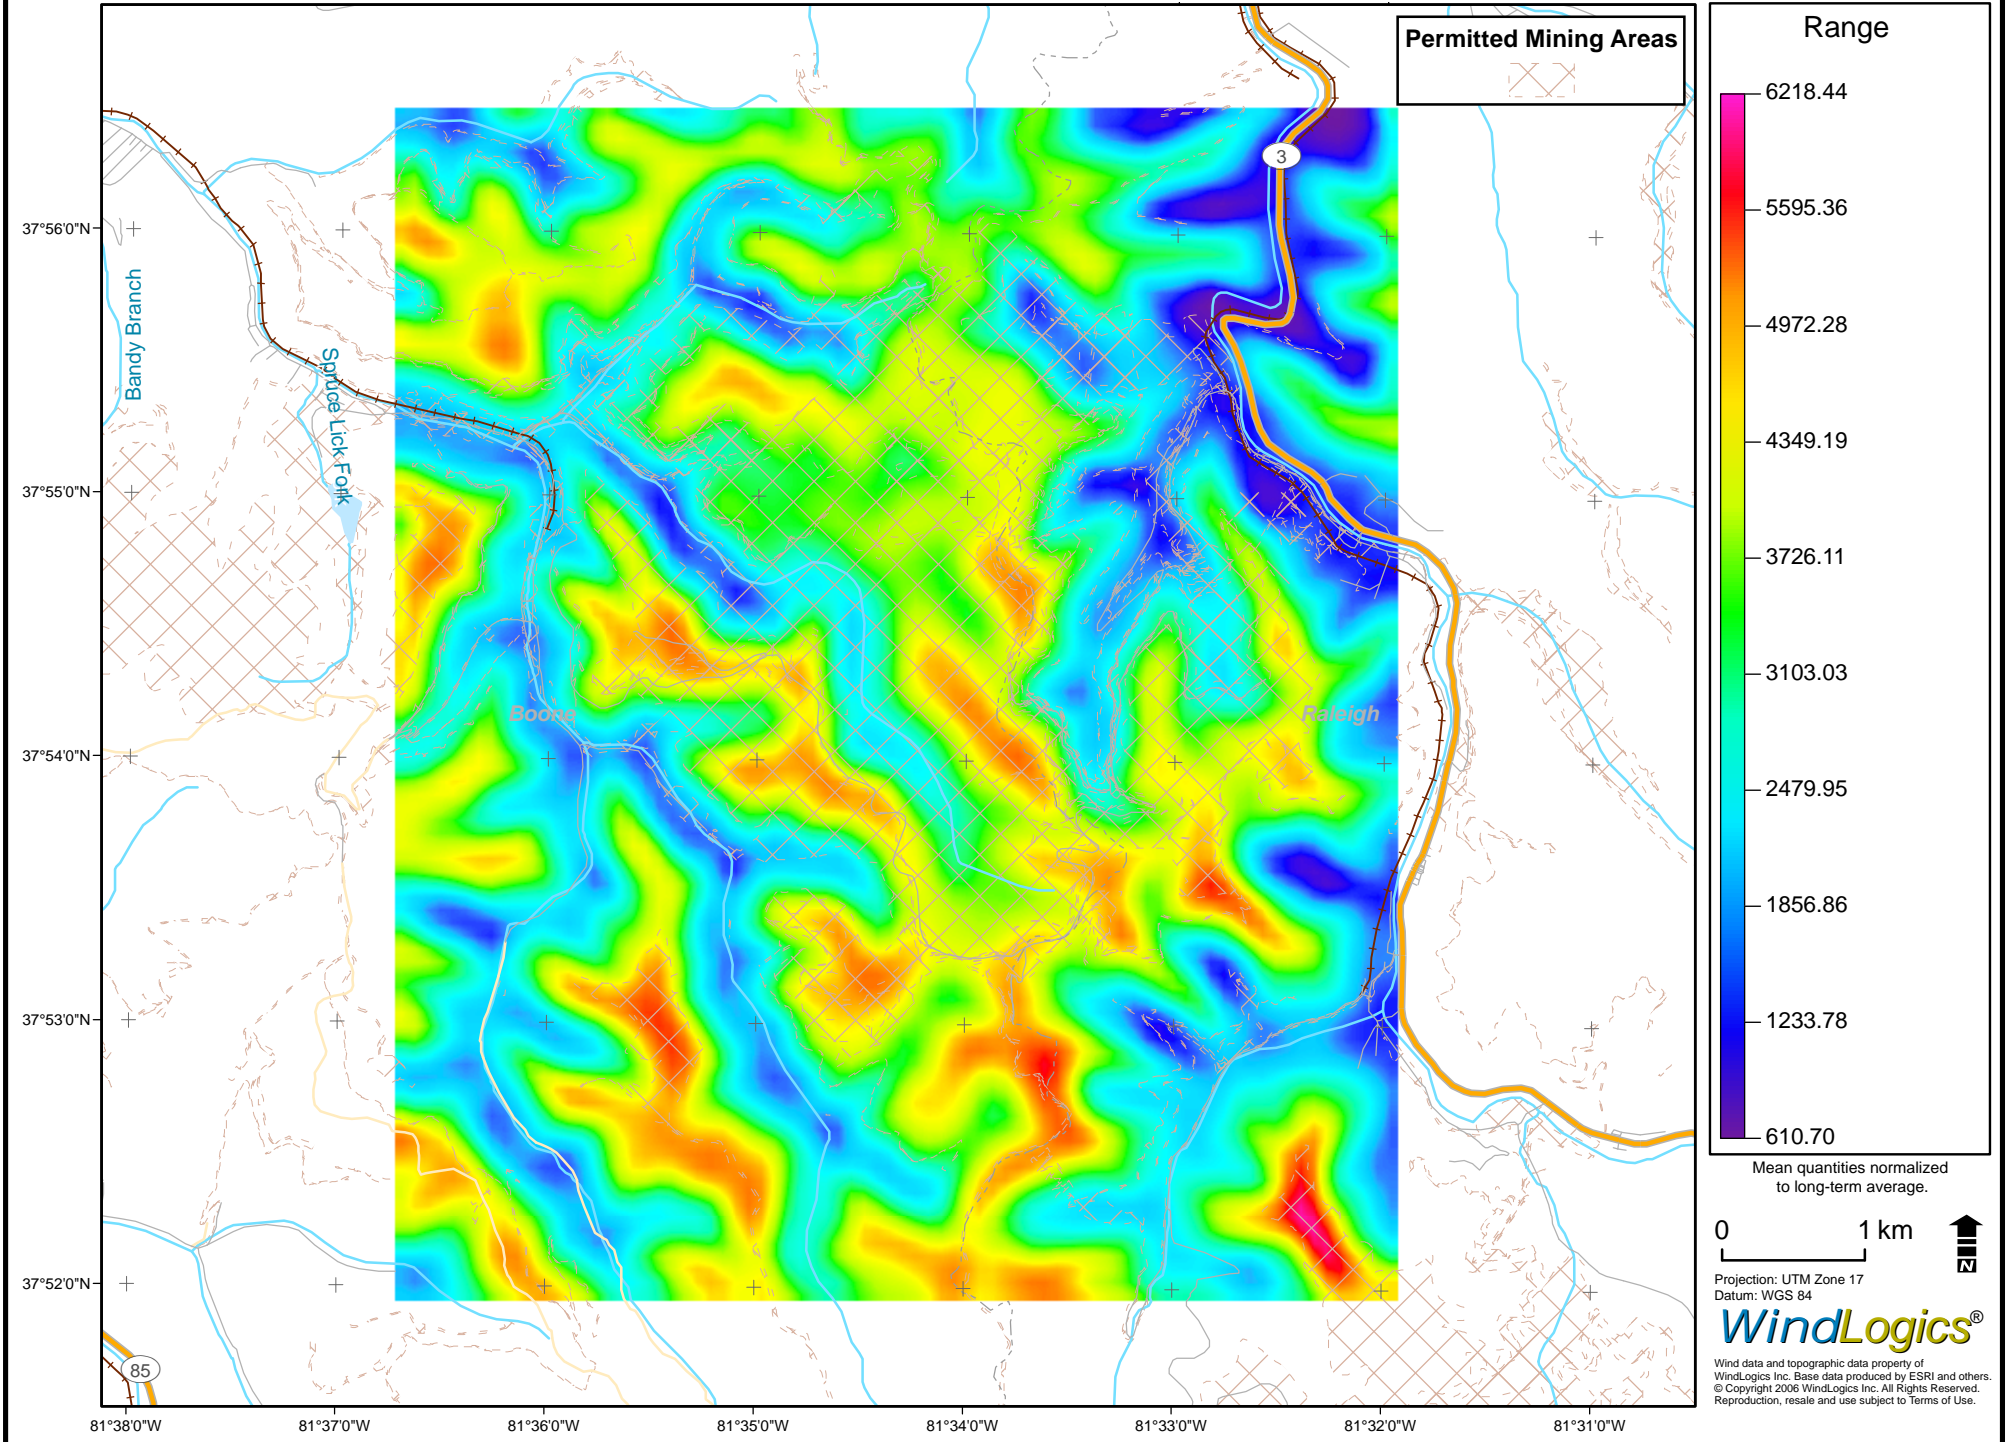 Permitted Mining Areas
Range
6218.44
5595.36
4972.28
4349.19
3726.11
3103.03
2479.95
1856.86
1233.78
610.70
Mean quantities normalized
to long-term average.
0 1 km
N
Projection: UTM Zone 17
Datum: WGS 84
WindLogics®
Wind data and topographic data property of
WindLogics Inc. Base data produced by ESRI and others.
© Copyright 2006 WindLogics Inc. All Rights Reserved.
Reproduction, resale and use subject to Terms of Use.
3
37°56'0"N
Bandy Branch
Spruce Lick Fork
37°55'0"N
Boone
Raleigh
37°54'0"N
37°53'0"N
37°52'0"N
85
81°38'0"W 81°37'0"W 81°36'0"W 81°35'0"W 81°34'0"W 81°33'0"W 81°32'0"W 81°31'0"W